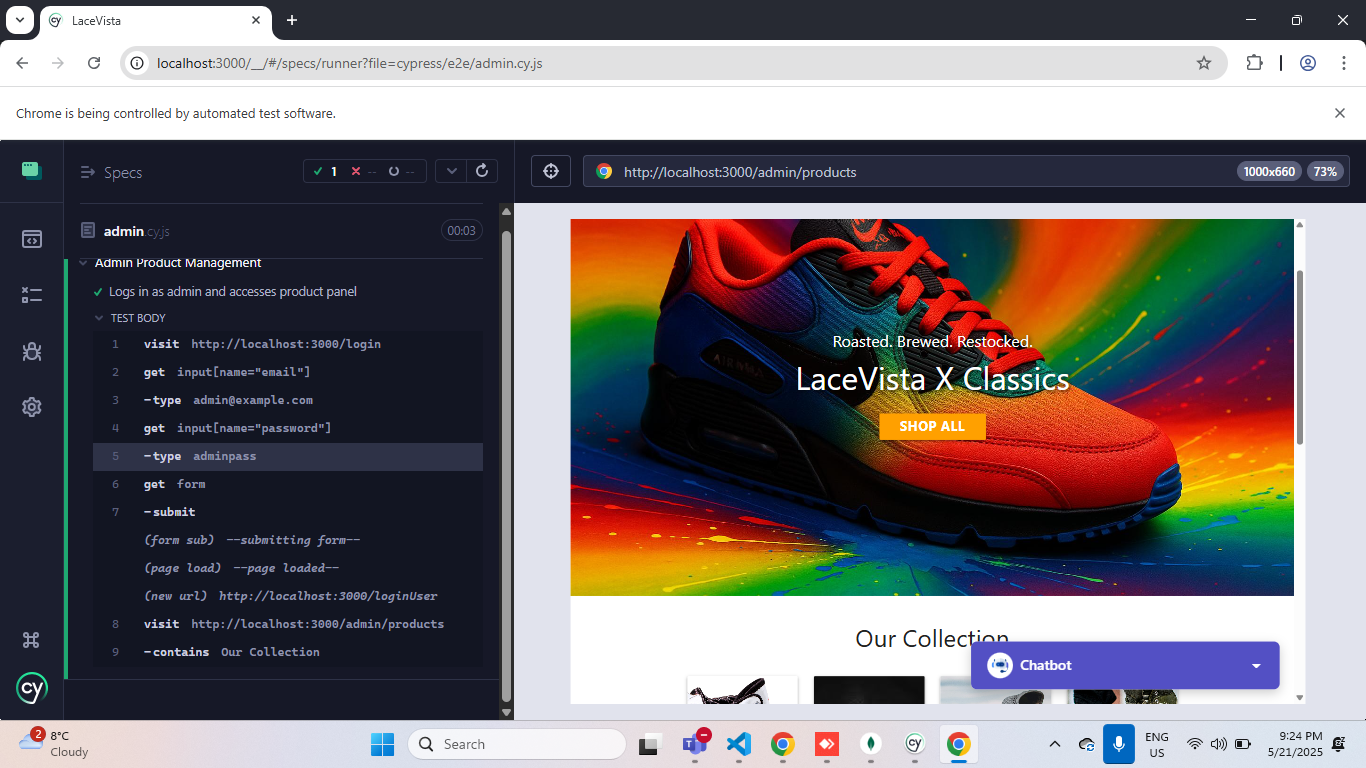 LaceVista
localhost:3000/__/#/specs/runner?file=cypress/e2e/admin.cy.js
Chrome is being controlled by automated test software.
Specs
1
--
--
http://localhost:3000/admin/products
1000x660
73%
admin.cy.js
00:03
Admin Product Management
Logs in as admin and accesses product panel
TEST BODY
1 visit http://localhost:3000/login
2 get input[name="email"]
3 -type admin@example.com
4 get input[name="password"]
5 -type adminpass
6 get form
7 -submit
(form sub) --submitting form--
(page load) --page loaded--
(new url) http://localhost:3000/loginUser
8 visit http://localhost:3000/admin/products
9 -contains Our Collection
cy
Roasted. Brewed. Restocked.
LaceVista X Classics
SHOP ALL
Our Collection
Chatbot
2
8°C
Cloudy
Search
ENG
US
9:24 PM
5/21/2025